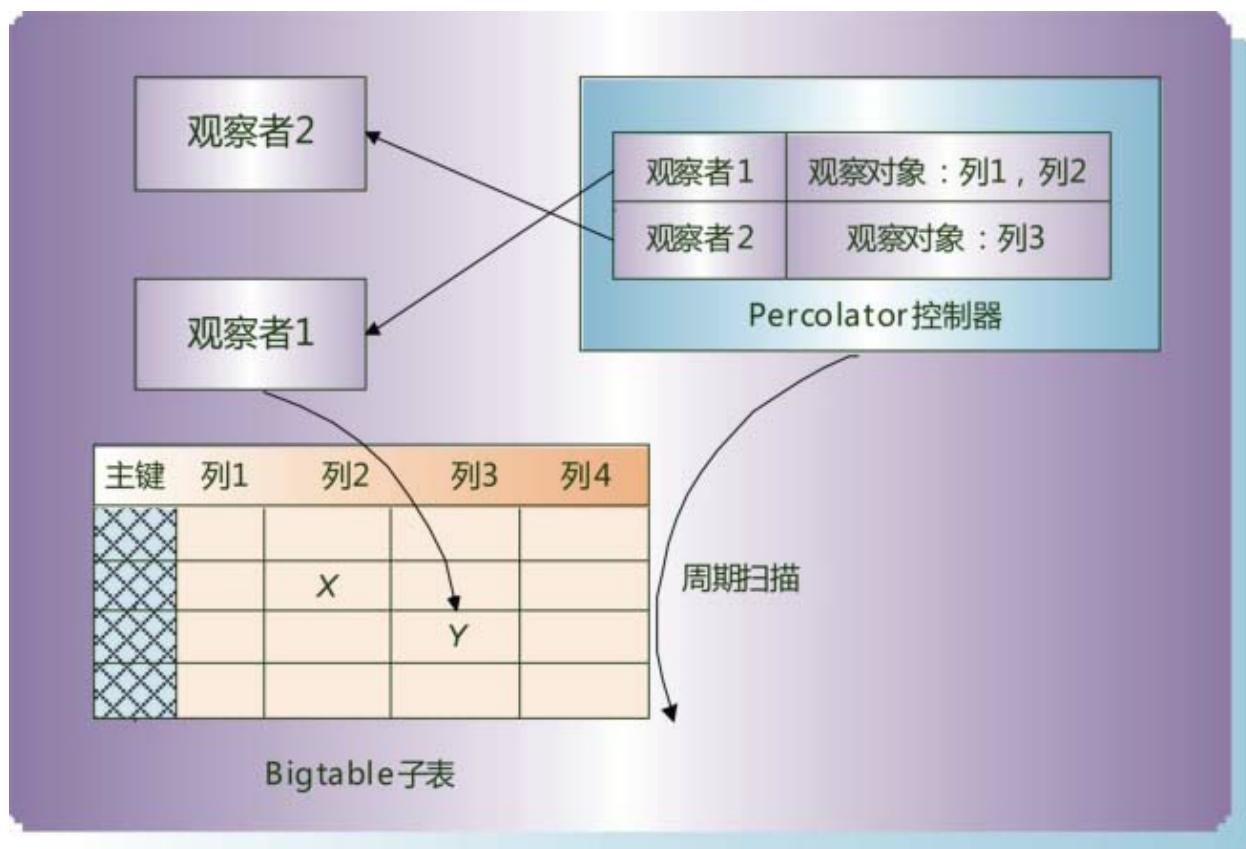 观察者2
观察者1 观察对象：列1，列2
观察者2 观察对象：列3
Percolator控制器
观察者1
主键 列1 列2 列3 列4
X
Y
周期扫描
Bigtable子表